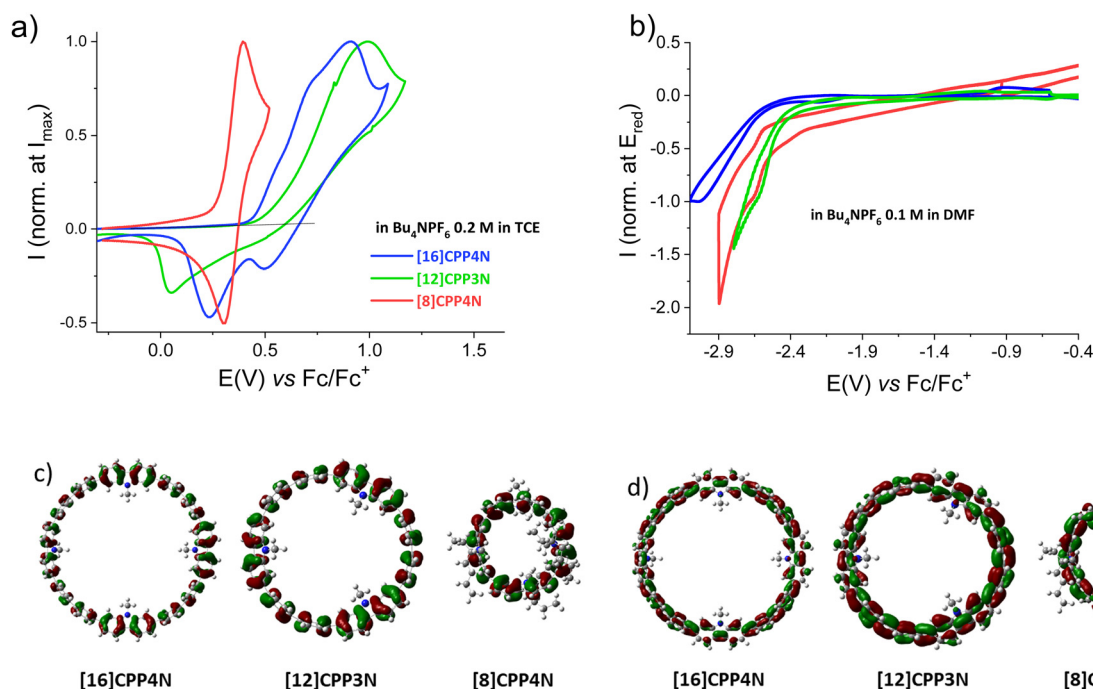 a)
1.0
0.5
0.0
-0.5
I (norm. at I_max)
0.0 0.5 1.0 1.5
E(V) vs Fc/Fc⁺
in Bu₄NPF₆ 0.2 M in TCE
[16]CPP4N
[12]CPP3N
[8]CPP4N
b)
0.5
0.0
-0.5
-1.0
-1.5
-2.0
I (norm. at E_red)
in Bu₄NPF₆ 0.1 M in DMF
-2.9 -2.4 -1.9 -1.4 -0.9 -0.4
E(V) vs Fc/Fc⁺
c)
[16]CPP4N [12]CPP3N [8]CPP4N
d)
[16]CPP4N [12]CPP3N [8]